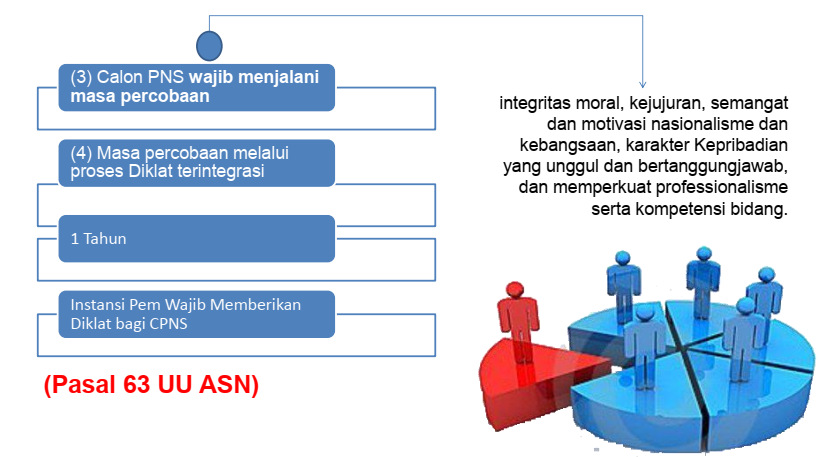 (3) Calon PNS wajib menjalani
masa percobaan
(4) Masa percobaan melalui
proses Diklat terintegrasi
1 Tahun
Instansi Pem Wajib Memberikan
Diklat bagi CPNS
(Pasal 63 UU ASN)
integritas moral, kejujuran, semangat
dan motivasi nasionalisme dan
kebangsaan, karakter Kepribadian
yang unggul dan bertanggungjawab,
dan memperkuat professionalisme
serta kompetensi bidang.